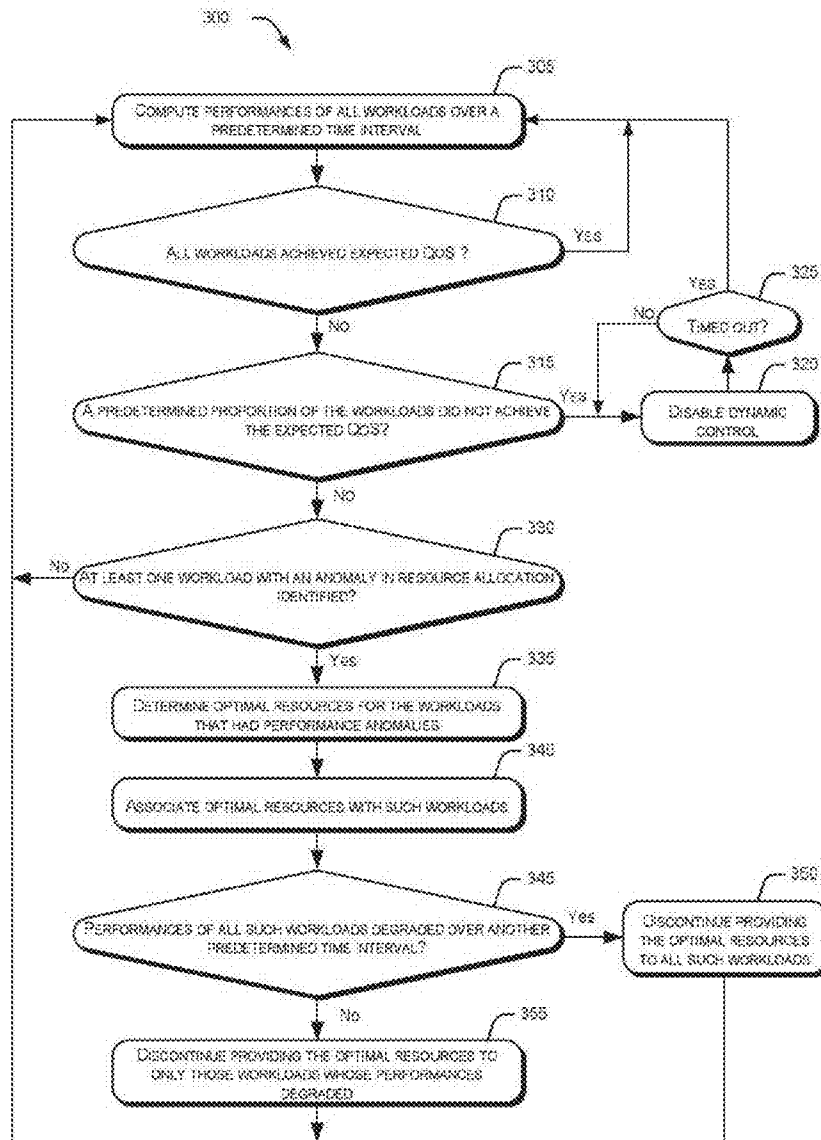 300
305
COMPUTE PERFORMANCES OF ALL WORKLOADS OVER A
PREDETERMINED TIME INTERVAL
310
ALL WORKLOADS ACHIEVED EXPECTED QOS ?
YES
NO
325
YES
NO
TIMED OUT?
315
320
A PREDETERMINED PROPORTION OF THE WORKLOADS DID NOT ACHIEVE
THE EXPECTED QOS?
YES
DISABLE DYNAMIC
CONTROL
NO
330
NO
AT LEAST ONE WORKLOAD WITH AN ANOMALY IN RESOURCE ALLOCATION
IDENTIFIED?
YES
335
DETERMINE OPTIMAL RESOURCES FOR THE WORKLOADS
THAT HAD PERFORMANCE ANOMALIES
340
ASSOCIATE OPTIMAL RESOURCES WITH SUCH WORKLOADS
345
350
PERFORMANCES OF ALL SUCH WORKLOADS DEGRADED OVER ANOTHER
PREDETERMINED TIME INTERVAL?
YES
DISCONTINUE PROVIDING
THE OPTIMAL RESOURCES
TO ALL SUCH WORKLOADS
NO
355
DISCONTINUE PROVIDING THE OPTIMAL RESOURCES TO
ONLY THOSE WORKLOADS WHOSE PERFORMANCES
DEGRADED